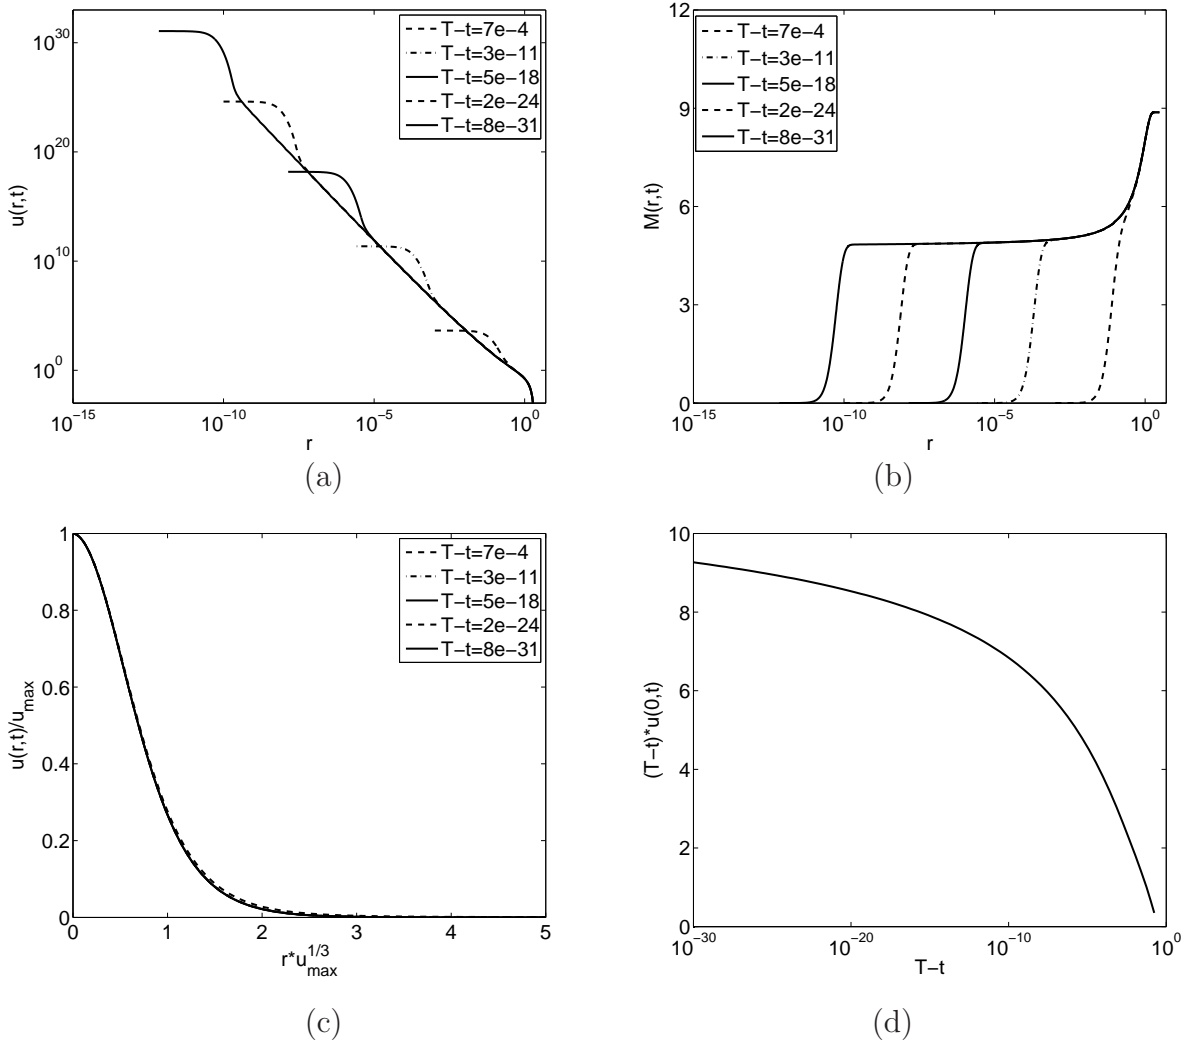 10^30
10^20
10^10
10^0
u(r,t)
10^−15
10^−10
10^−5
10^0
r
T−t=7e−4
T−t=3e−11
T−t=5e−18
T−t=2e−24
T−t=8e−31
(a)
12
9
6
3
0
M(r,t)
10^−15
10^−10
10^−5
10^0
r
T−t=7e−4
T−t=3e−11
T−t=5e−18
T−t=2e−24
T−t=8e−31
(b)
1
0.8
0.6
0.4
0.2
0
u(r,t)/u_max
0
1
2
3
4
5
r*u_max^1/3
T−t=7e−4
T−t=3e−11
T−t=5e−18
T−t=2e−24
T−t=8e−31
(c)
10
8
6
4
2
0
(T−t)*u(0,t)
10^−30
10^−20
10^−10
10^0
T−t
(d)